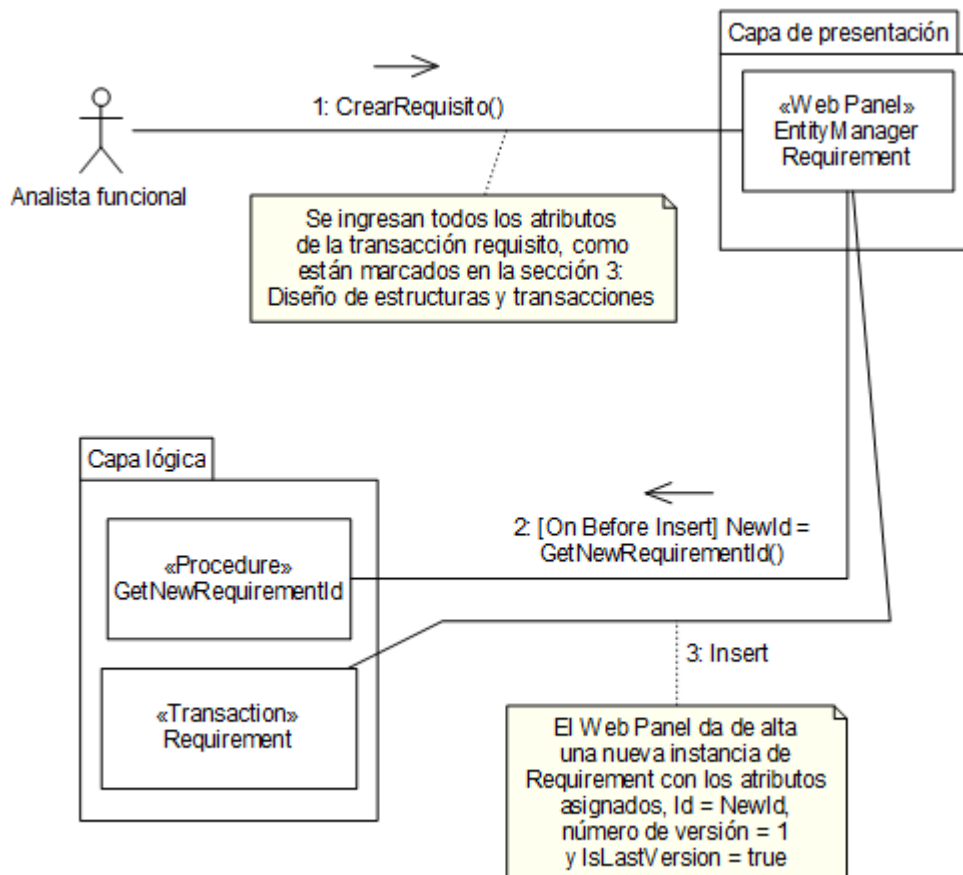 Capa de presentación
«Web Panel»
EntityManager
Requirement
1: CrearRequisito()
Analista funcional
Se ingresan todos los atributos
de la transacción requisito, como
están marcados en la sección 3:
Diseño de estructuras y transacciones
Capa lógica
2: [On Before Insert] NewId =
GetNewRequirementId()
«Procedure»
GetNewRequirementId
3: Insert
«Transaction»
Requirement
El Web Panel da de alta
una nueva instancia de
Requirement con los atributos
asignados, Id = NewId,
número de versión = 1
y IsLastVersion = true